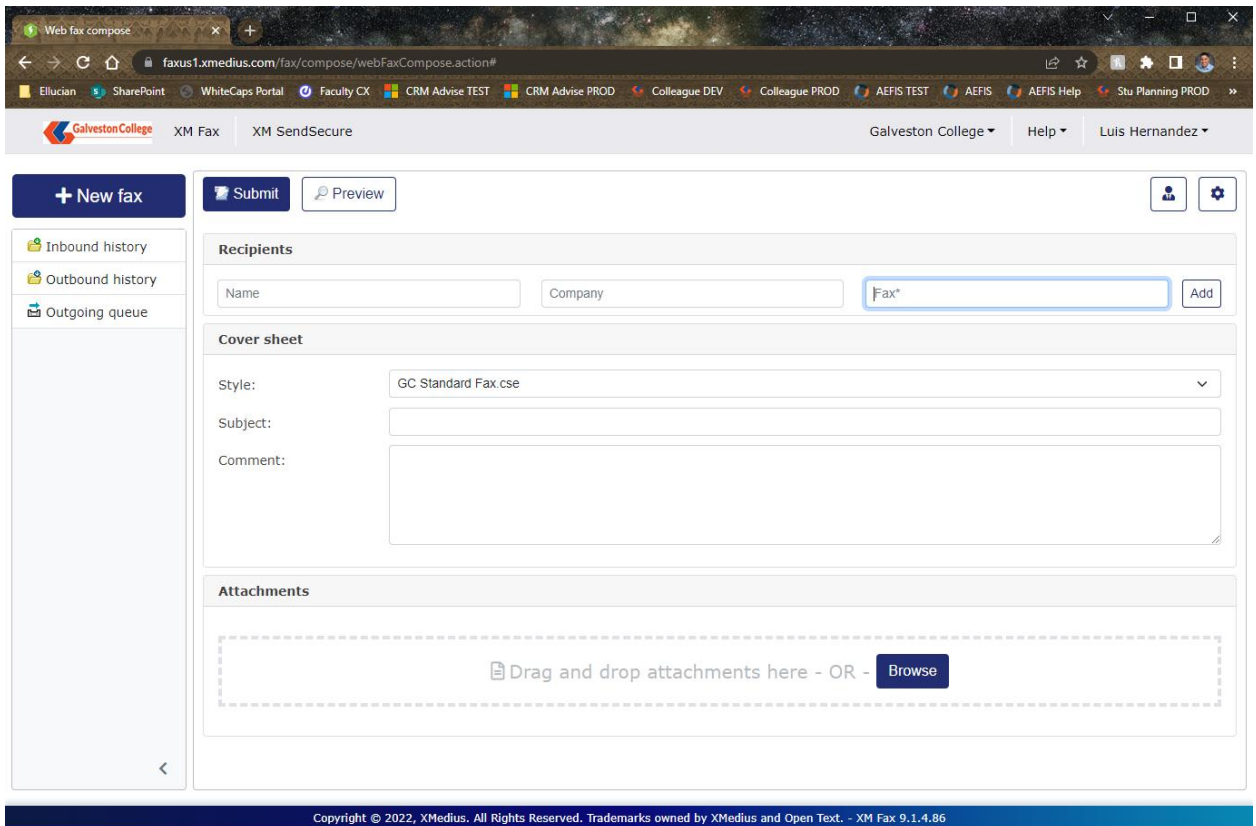 Web fax compose
faxus1.xmedius.com/fax/compose/webFaxCompose.action#
Ellucian SharePoint WhiteCaps Portal Faculty CX CRM Advise TEST CRM Advise PROD Colleague DEV Colleague PROD AEFIS TEST AEFIS AEFIS Help Stu Planning PROD »
Galveston College XM Fax XM SendSecure Galveston College Help Luis Hernandez
+ New fax Submit Preview
Inbound history
Outbound history
Outgoing queue
Recipients
Name Company Fax* Add
Cover sheet
Style: GC Standard Fax.cse
Subject:
Comment:
Attachments
Drag and drop attachments here - OR - Browse
Copyright © 2022, XMedius. All Rights Reserved. Trademarks owned by XMedius and Open Text. - XM Fax 9.1.4.86